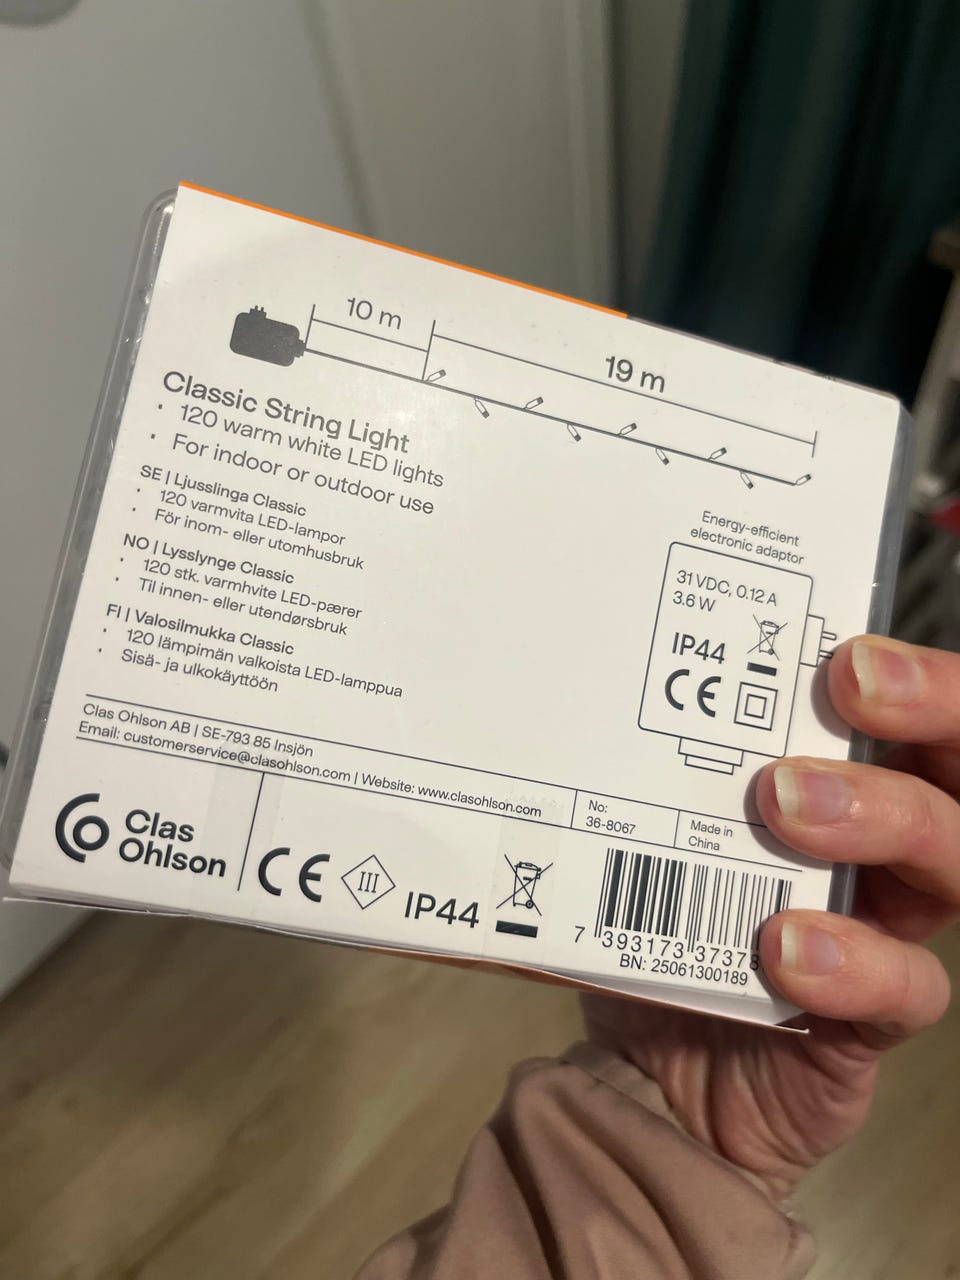 10 m
19 m
Classic String Light
· 120 warm white LED lights
· For indoor or outdoor use
SE | Ljusslinga Classic
· 120 varmvita LED-lampor
· För inom- eller utomhusbruk
NO | Lysslynge Classic
· 120 stk. varmhvite LED-pærer
· Til innen- eller utendørsbruk
FI | Valosilmukka Classic
· 120 lämpimän valkoista LED-lamppua
· Sisä- ja ulkokäyttöön
Energy-efficient
electronic adaptor
31 VDC, 0.12 A
3.6 W
IP44
CE
Clas Ohlson AB | SE-793 85 Insjön
Email: customerservice@clasohlson.com | Website: www.clasohlson.com
No:
36-8067
Made in
China
Clas
Ohlson
CE
III
IP44
7 393173 37378
BN: 25061300189